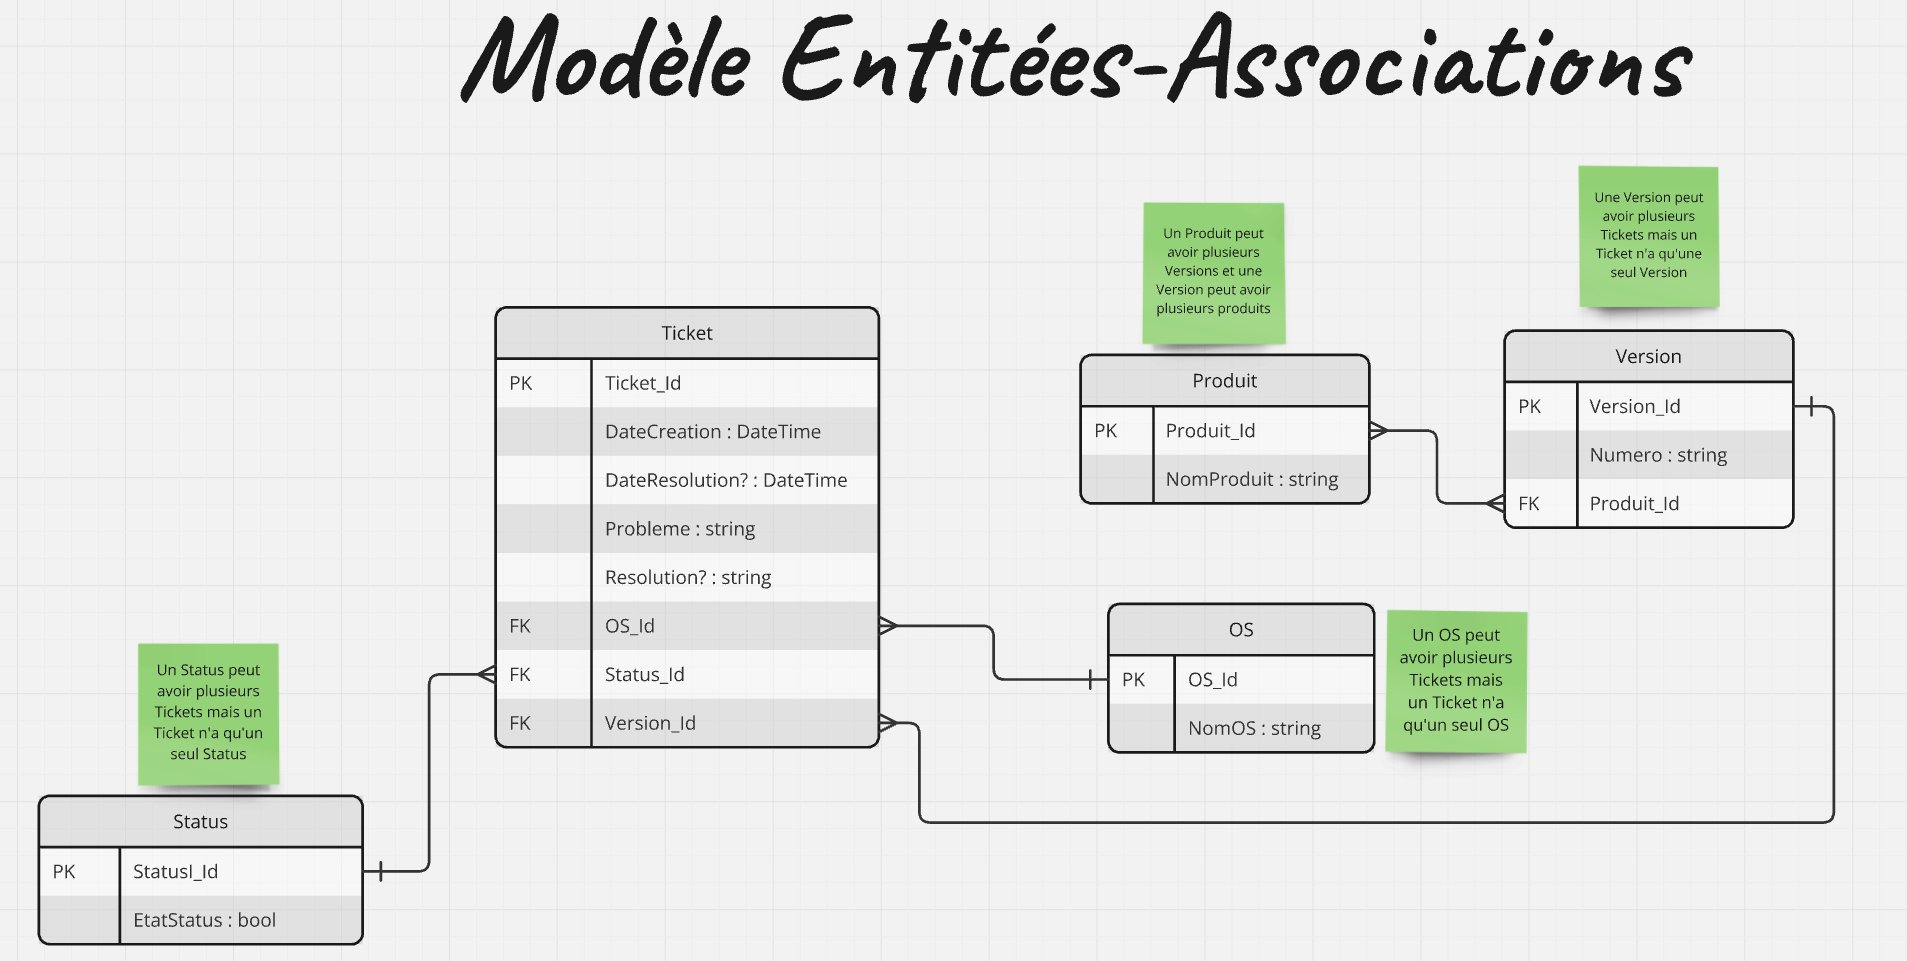 Modèle Entitées-Associations
Une Version peut
avoir plusieurs
Tickets mais un
Ticket n'a qu'une
seul Version
Un Produit peut
avoir plusieurs
Versions et une
Version peut avoir
plusieurs produits
Ticket
PK Ticket_Id
DateCreation : DateTime
DateResolution? : DateTime
Probleme : string
Resolution? : string
FK OS_Id
FK Status_Id
FK Version_Id
Produit
PK Produit_Id
NomProduit : string
Version
PK Version_Id
Numero : string
FK Produit_Id
OS
PK OS_Id
NomOS : string
Un OS peut
avoir plusieurs
Tickets mais
un Ticket n'a
qu'un seul OS
Un Status peut
avoir plusieurs
Tickets mais un
Ticket n'a qu'un
seul Status
Status
PK StatusI_Id
EtatStatus : bool